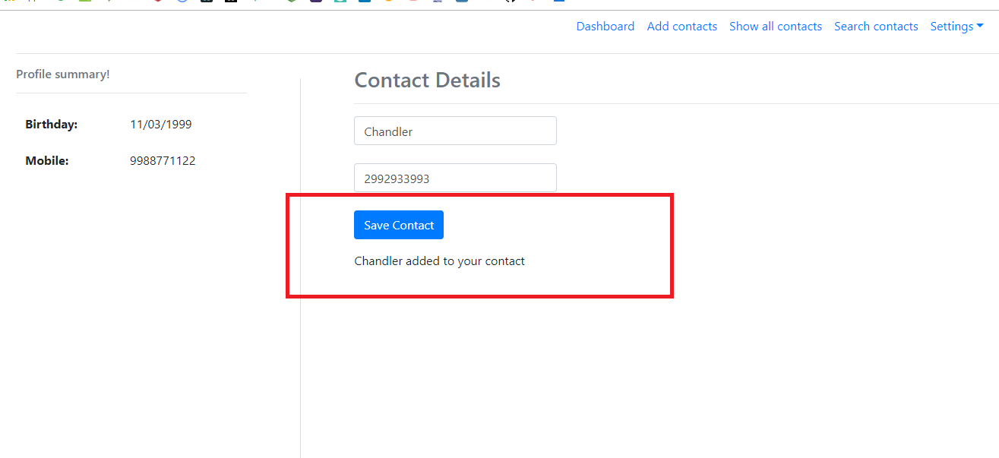 Dashboard Add contacts Show all contacts Search contacts Settings
Profile summary!
Birthday: 11/03/1999
Mobile: 9988771122
Contact Details
Chandler
2992933993
Save Contact
Chandler added to your contact